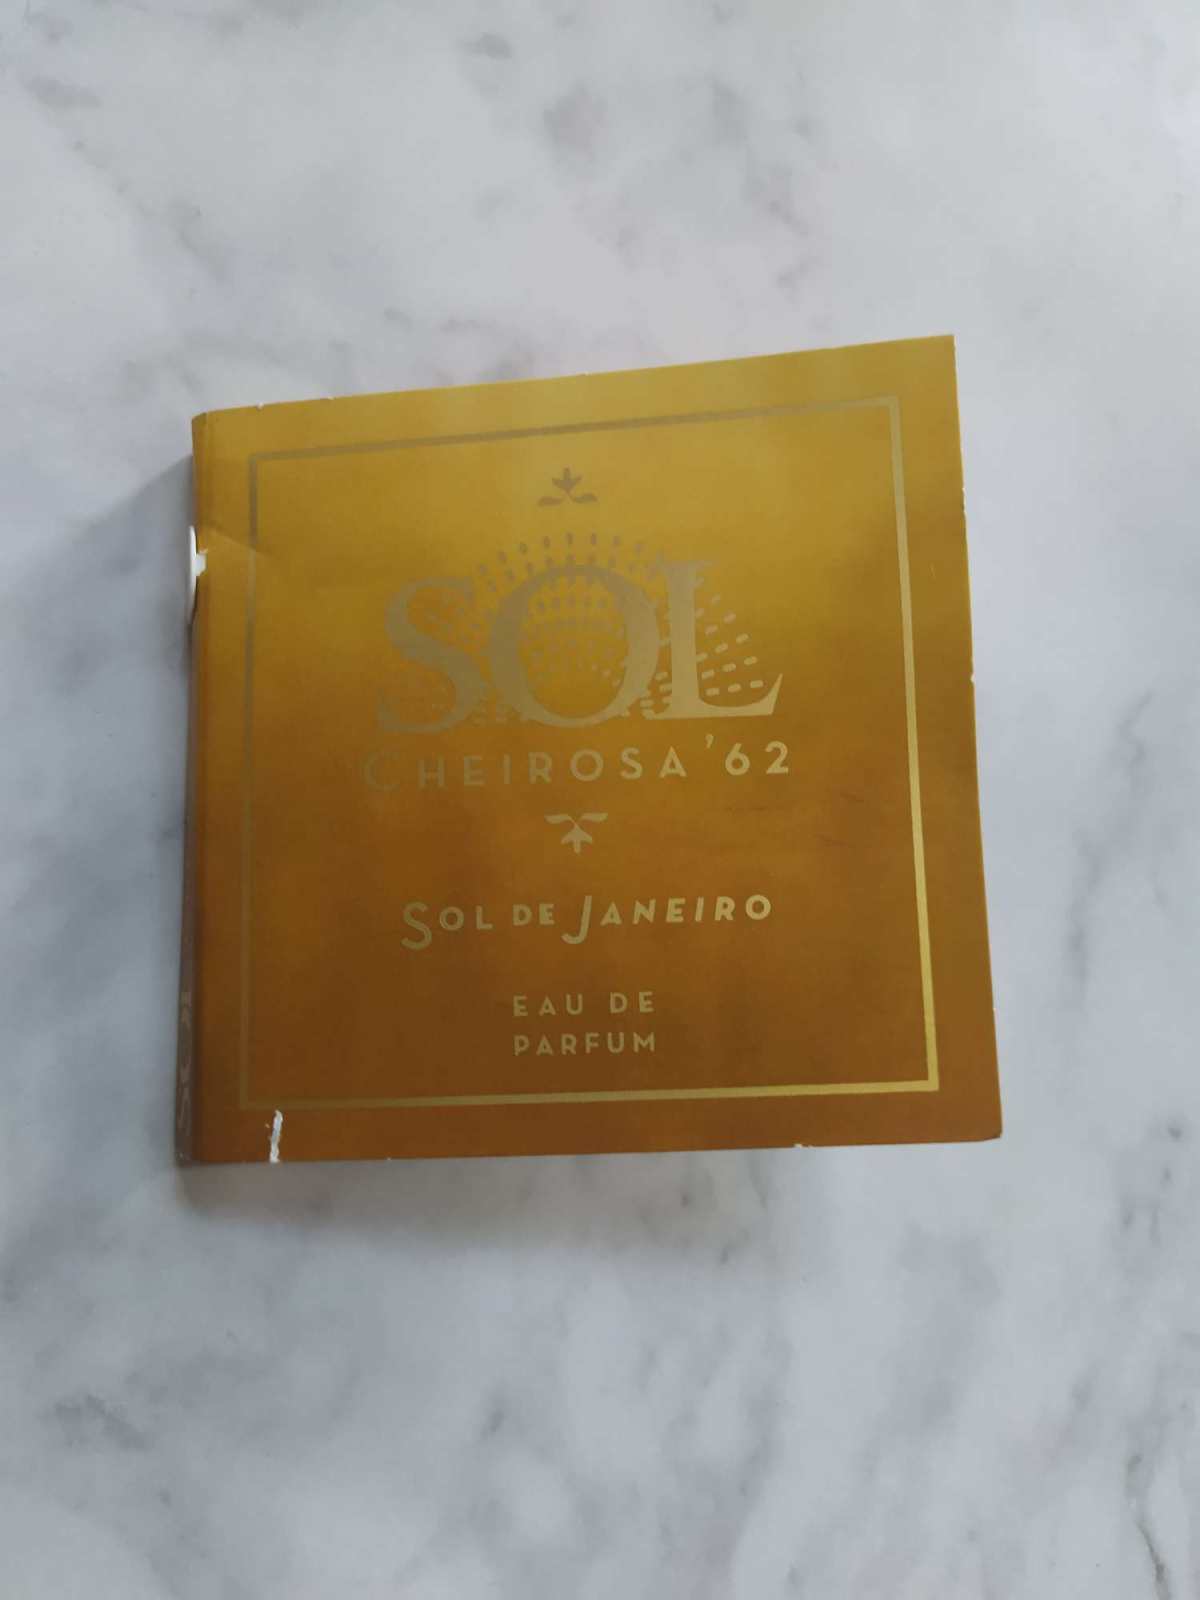 SOL
CHEIROSA '62
SOL DE JANEIRO
EAU DE
PARFUM
SOL